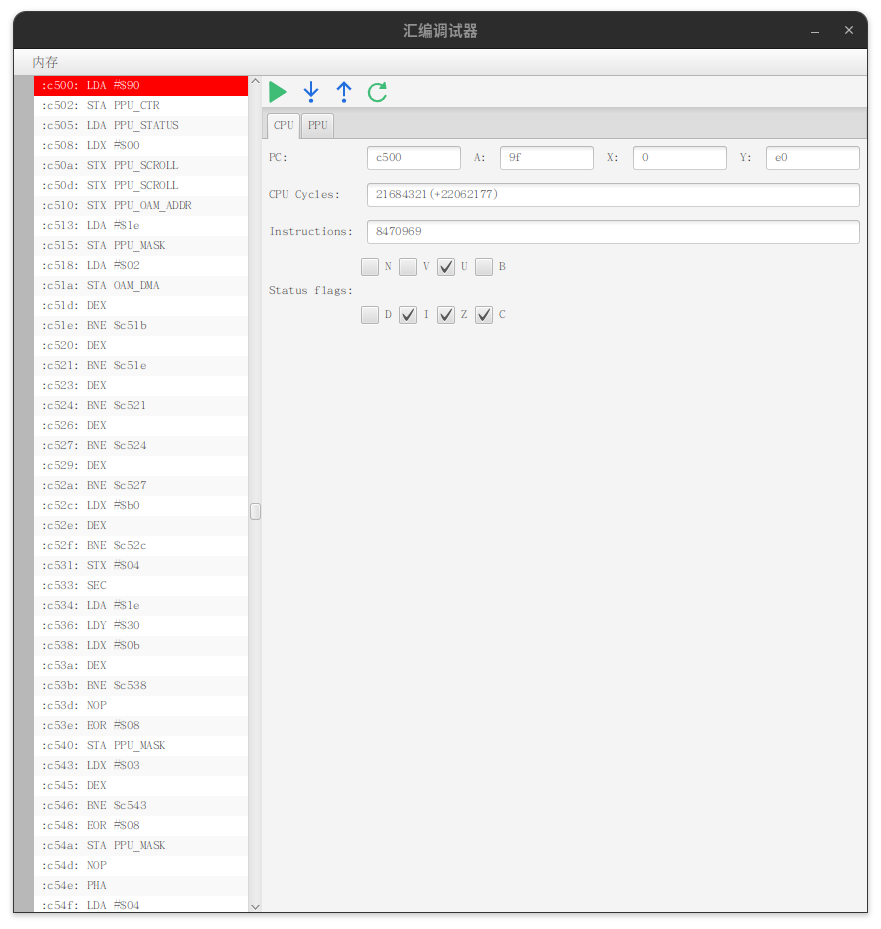 汇编调试器
内存
:c500: LDA #$90
:c502: STA PPU_CTR
:c505: LDA PPU_STATUS
:c508: LDX #$00
:c50a: STX PPU_SCROLL
:c50d: STX PPU_SCROLL
:c510: STX PPU_OAM_ADDR
:c513: LDA #$1e
:c515: STA PPU_MASK
:c518: LDA #$02
:c51a: STA OAM_DMA
:c51d: DEX
:c51e: BNE $c51b
:c520: DEX
:c521: BNE $c51e
:c523: DEX
:c524: BNE $c521
:c526: DEX
:c527: BNE $c524
:c529: DEX
:c52a: BNE $c527
:c52c: LDX #$b0
:c52e: DEX
:c52f: BNE $c52c
:c531: STX #$04
:c533: SEC
:c534: LDA #$1e
:c536: LDY #$30
:c538: LDX #$0b
:c53a: DEX
:c53b: BNE $c538
:c53d: NOP
:c53e: EOR #$08
:c540: STA PPU_MASK
:c543: LDX #$03
:c545: DEX
:c546: BNE $c543
:c548: EOR #$08
:c54a: STA PPU_MASK
:c54d: NOP
:c54e: PHA
:c54f: LDA #$04
CPU PPU
PC: c500 A: 9f X: 0 Y: e0
CPU Cycles: 21684321(+22062177)
Instructions: 8470969
N V U B
Status flags:
D I Z C